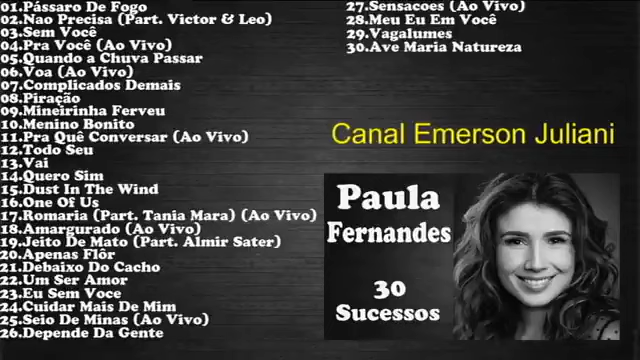 01.Pássaro De Fogo
02.Nao Precisa (Part. Victor & Leo)
03.Sem Você
04.Pra Você (Ao Vivo)
05.Quando a Chuva Passar
06.Voa (Ao Vivo)
07.Complicados Demais
08.Piração
09.Mineirinha Ferveu
10.Menino Bonito
11.Pra Quê Conversar (Ao Vivo)
12.Todo Seu
13.Vai
14.Quero Sim
15.Dust In The Wind
16.One Of Us
17.Romaria (Part. Tania Mara) (Ao Vivo)
18.Amargurado (Ao Vivo)
19.Jeito De Mato (Part. Almir Sater)
20.Apenas Flôr
21.Debaixo Do Cacho
22.Um Ser Amor
23.Eu Sem Voce
24.Cuidar Mais De Mim
25.Seio De Minas (Ao Vivo)
26.Depende Da Gente
27.Sensacoes (Ao Vivo)
28.Meu Eu Em Você
29.Vagalumes
30.Ave Maria Natureza
Canal Emerson Juliani
Paula
Fernandes
30
Sucessos